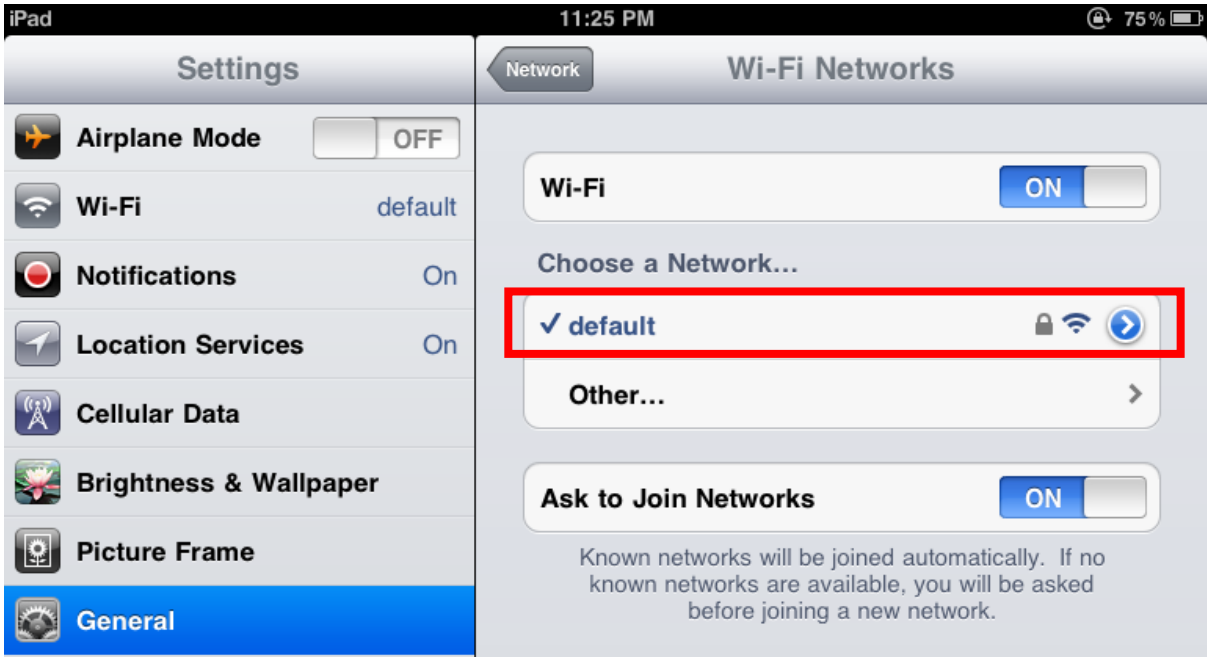 iPad 11:25 PM 75%
Settings
Airplane Mode OFF
Wi-Fi default
Notifications On
Location Services On
Cellular Data
Brightness & Wallpaper
Picture Frame
General
Network Wi-Fi Networks
Wi-Fi ON
Choose a Network...
default
Other...
Ask to Join Networks ON
Known networks will be joined automatically. If no
known networks are available, you will be asked
before joining a new network.